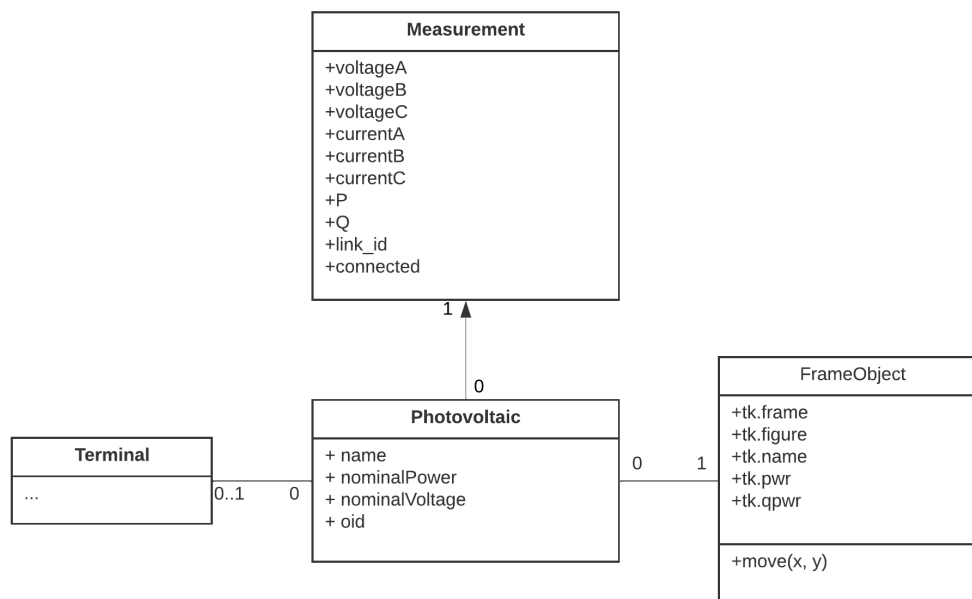 Measurement
+voltageA
+voltageB
+voltageC
+currentA
+currentB
+currentC
+P
+Q
+link_id
+connected
1
0
Photovoltaic
+ name
+ nominalPower
+ nominalVoltage
+ oid
Terminal
...
0..1
0
0
1
FrameObject
+tk.frame
+tk.figure
+tk.name
+tk.pwr
+tk.qpwr
+move(x, y)